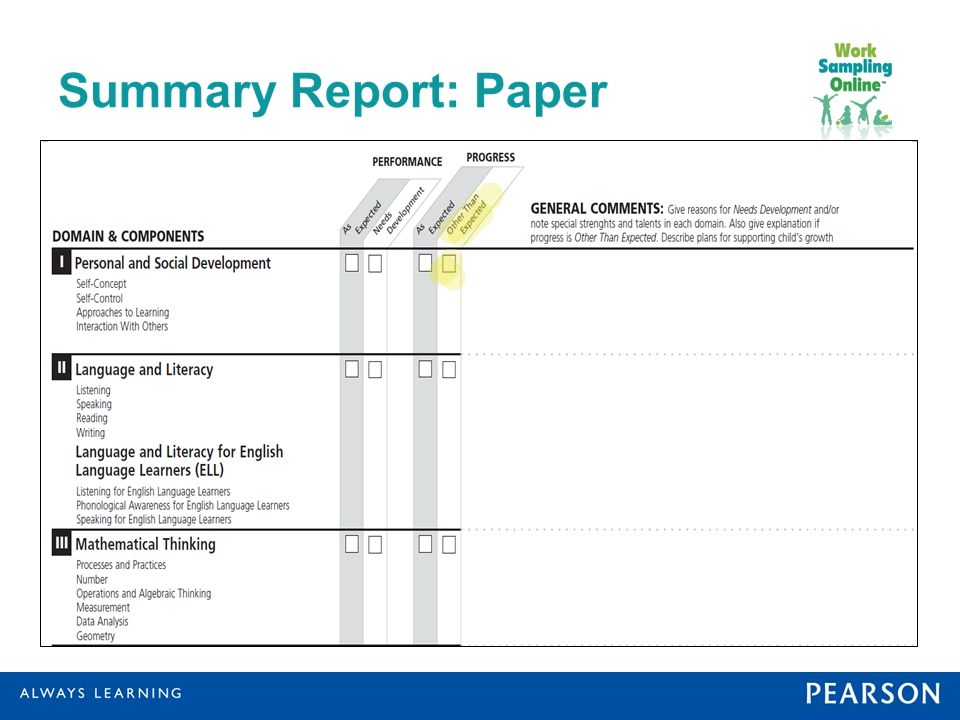 Summary Report: Paper
Work
Sampling
Online™
PERFORMANCE
PROGRESS
As
Expected
Needs
Development
As
Expected
Other Than
Expected
GENERAL COMMENTS: Give reasons for Needs Development and/or
note special strenghts and talents in each domain. Also give explanation if
progress is Other Than Expected. Describe plans for supporting child's growth
DOMAIN & COMPONENTS
I Personal and Social Development
Self-Concept
Self-Control
Approaches to Learning
Interaction With Others
II Language and Literacy
Listening
Speaking
Reading
Writing
Language and Literacy for English
Language Learners (ELL)
Listening for English Language Learners
Phonological Awareness for English Language Learners
Speaking for English Language Learners
III Mathematical Thinking
Processes and Practices
Number
Operations and Algebraic Thinking
Measurement
Data Analysis
Geometry
ALWAYS LEARNING
PEARSON